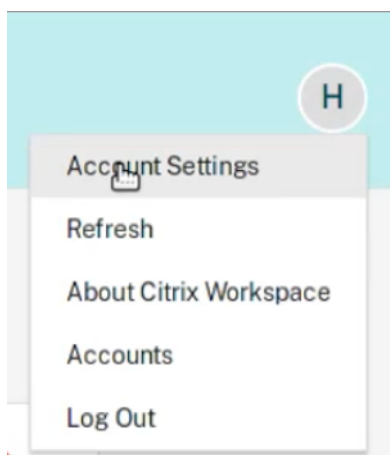 H
Account Settings
Refresh
About Citrix Workspace
Accounts
Log Out